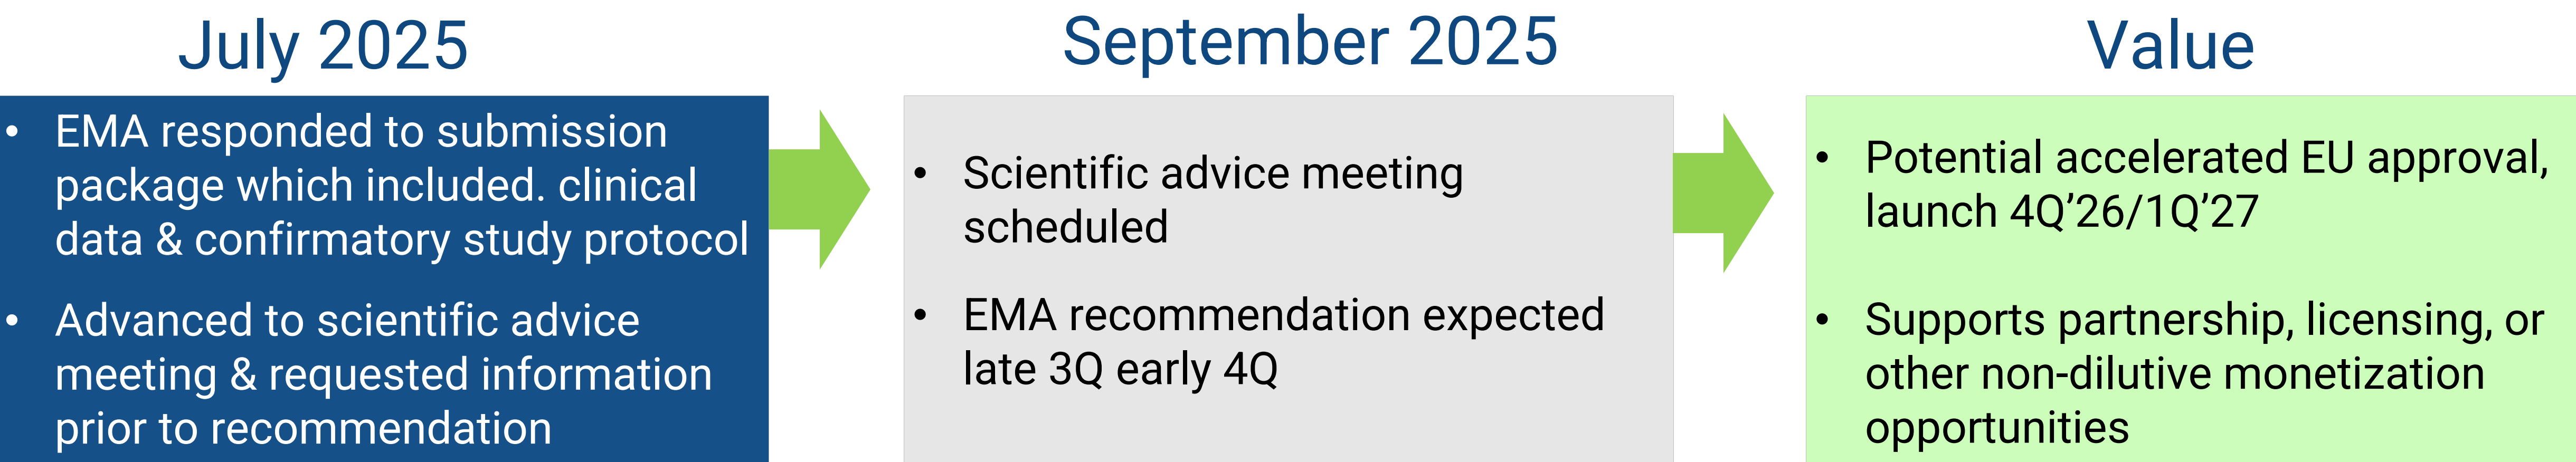 July 2025
• EMA responded to submission
package which included. clinical
data & confirmatory study protocol
• Advanced to scientific advice
meeting & requested information
prior to recommendation
September 2025
• Scientific advice meeting
scheduled
• EMA recommendation expected
late 3Q early 4Q
Value
• Potential accelerated EU approval,
launch 4Q’26/1Q’27
• Supports partnership, licensing, or
other non-dilutive monetization
opportunities